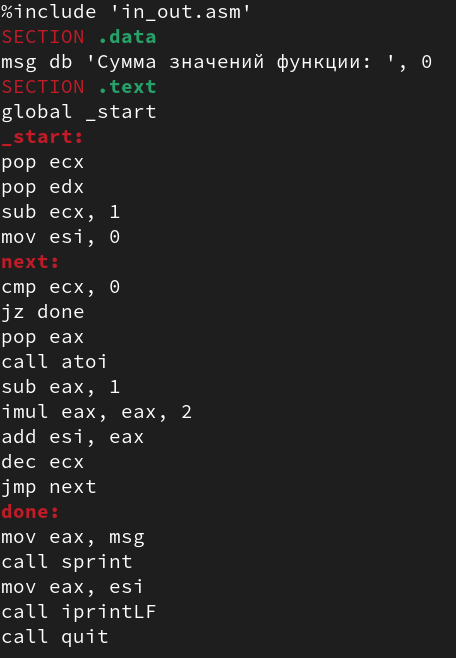 %include 'in_out.asm'
SECTION .data
msg db 'Сумма значений функции: ', 0
SECTION .text
global _start
_start:
pop ecx
pop edx
sub ecx, 1
mov esi, 0
next:
cmp ecx, 0
jz done
pop eax
call atoi
sub eax, 1
imul eax, eax, 2
add esi, eax
dec ecx
jmp next
done:
mov eax, msg
call sprint
mov eax, esi
call iprintLF
call quit